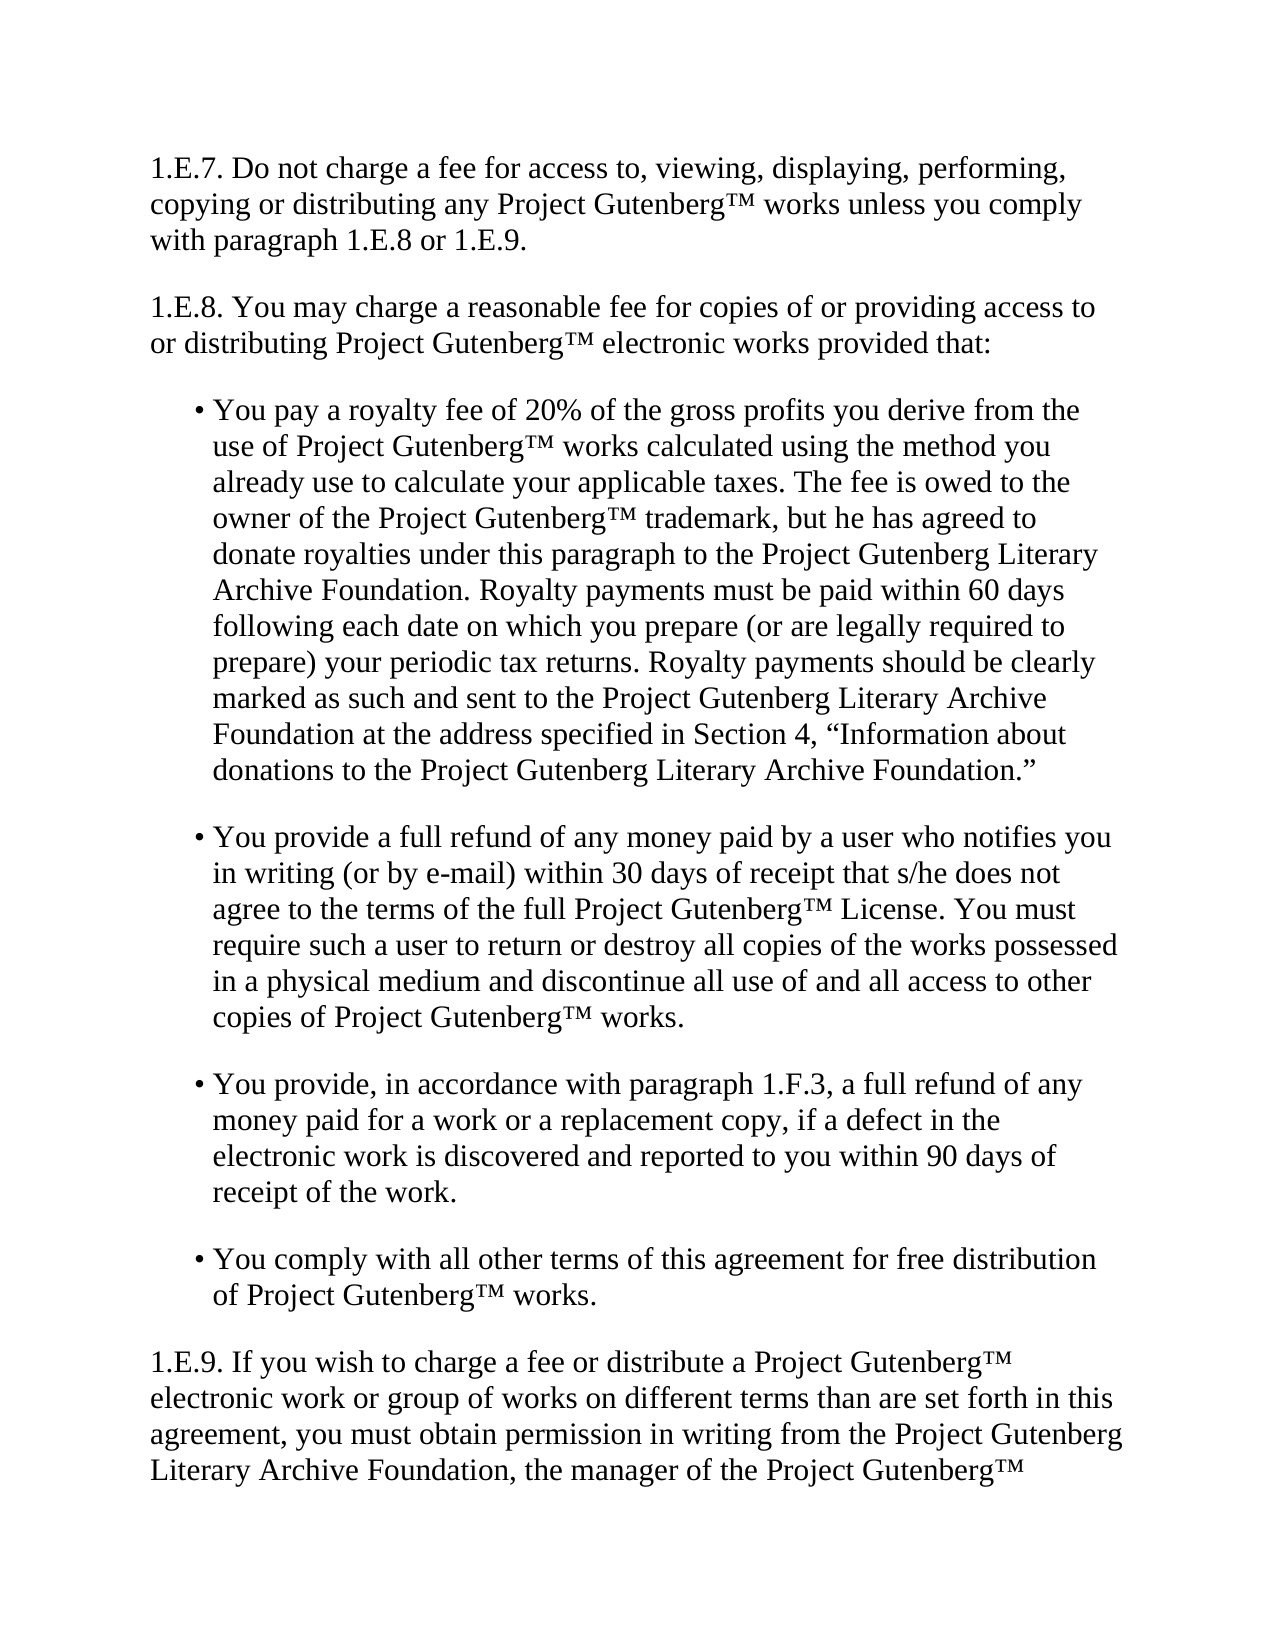 1.E.7. Do not charge a fee for access to, viewing, displaying, performing,
copying or distributing any Project Gutenberg™ works unless you comply
with paragraph 1.E.8 or 1.E.9.
1.E.8. You may charge a reasonable fee for copies of or providing access to
or distributing Project Gutenberg™ electronic works provided that:
• You pay a royalty fee of 20% of the gross profits you derive from the
use of Project Gutenberg™ works calculated using the method you
already use to calculate your applicable taxes. The fee is owed to the
owner of the Project Gutenberg™ trademark, but he has agreed to
donate royalties under this paragraph to the Project Gutenberg Literary
Archive Foundation. Royalty payments must be paid within 60 days
following each date on which you prepare (or are legally required to
prepare) your periodic tax returns. Royalty payments should be clearly
marked as such and sent to the Project Gutenberg Literary Archive
Foundation at the address specified in Section 4, “Information about
donations to the Project Gutenberg Literary Archive Foundation.”
• You provide a full refund of any money paid by a user who notifies you
in writing (or by e-mail) within 30 days of receipt that s/he does not
agree to the terms of the full Project Gutenberg™ License. You must
require such a user to return or destroy all copies of the works possessed
in a physical medium and discontinue all use of and all access to other
copies of Project Gutenberg™ works.
• You provide, in accordance with paragraph 1.F.3, a full refund of any
money paid for a work or a replacement copy, if a defect in the
electronic work is discovered and reported to you within 90 days of
receipt of the work.
• You comply with all other terms of this agreement for free distribution
of Project Gutenberg™ works.
1.E.9. If you wish to charge a fee or distribute a Project Gutenberg™
electronic work or group of works on different terms than are set forth in this
agreement, you must obtain permission in writing from the Project Gutenberg
Literary Archive Foundation, the manager of the Project Gutenberg™